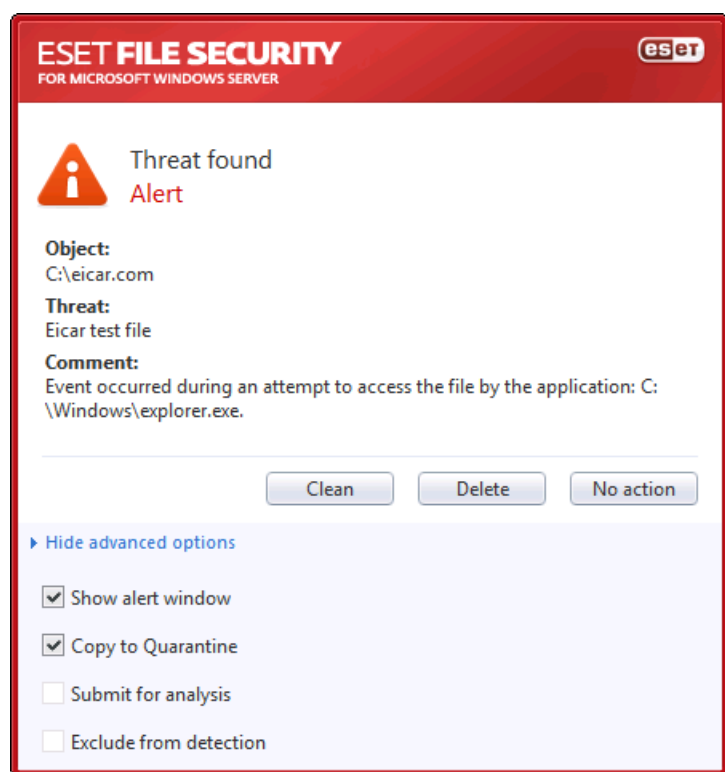 ESET FILE SECURITY
FOR MICROSOFT WINDOWS SERVER
eset
Threat found
Alert
Object:
C:\eicar.com
Threat:
Eicar test file
Comment:
Event occurred during an attempt to access the file by the application: C:
\Windows\explorer.exe.
Clean Delete No action
Hide advanced options
Show alert window
Copy to Quarantine
Submit for analysis
Exclude from detection